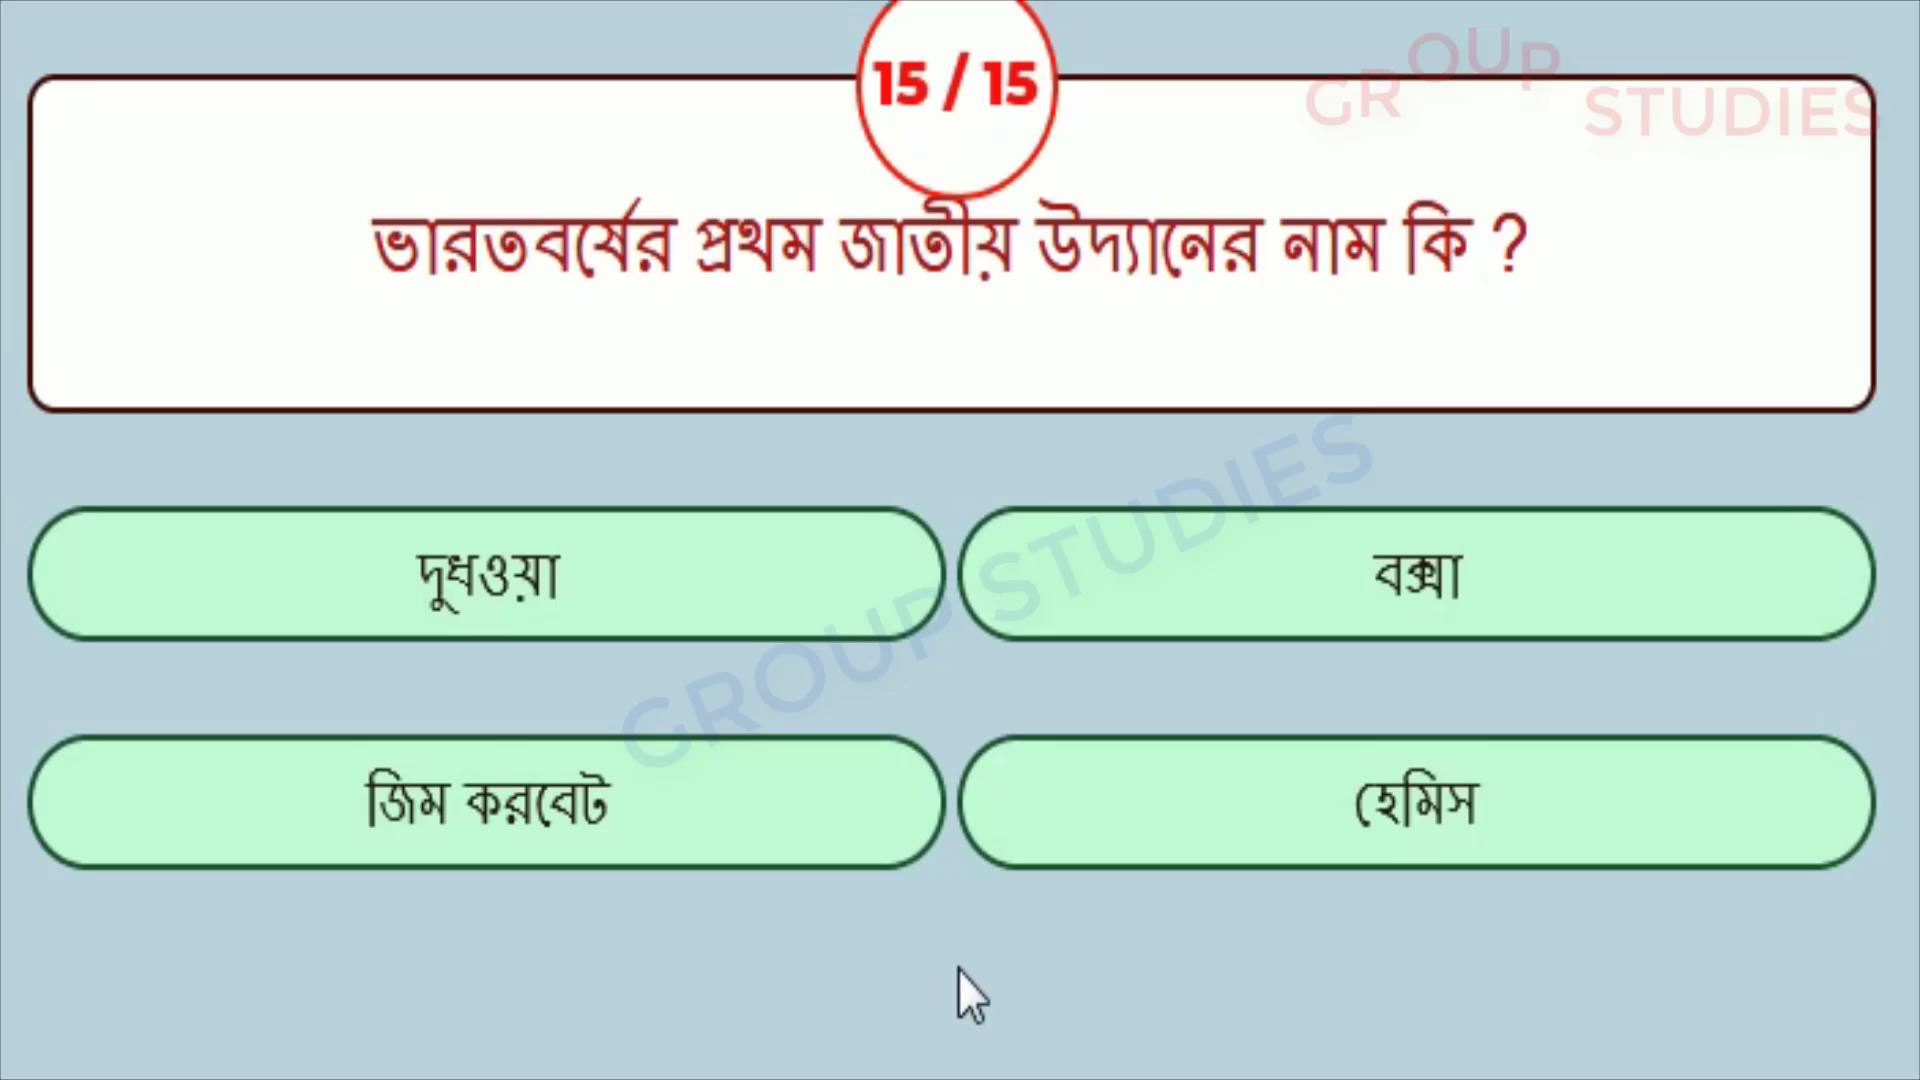 15 / 15
GROUP STUDIES
ভারতবর্ষের প্রথম জাতীয় উদ্যানের নাম কি ?
দুধওয়া
বক্সা
GROUP STUDIES
জিম করবেট
হেমিস